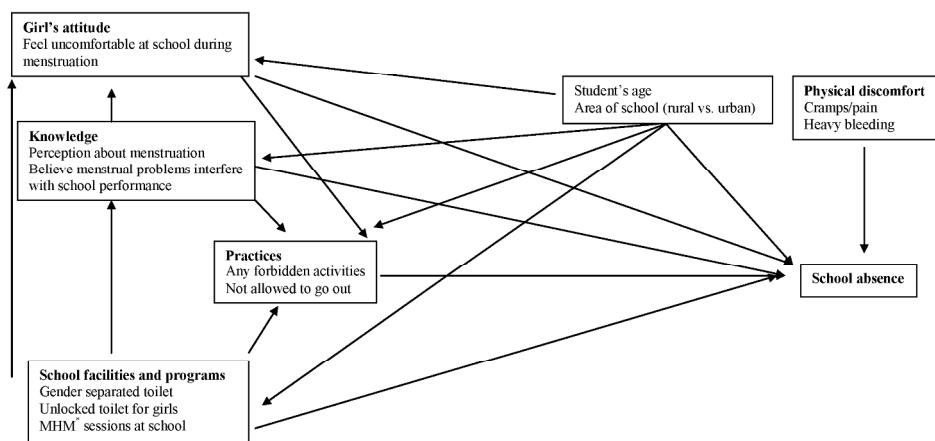 Girl's attitude
Feel uncomfortable at school during
menstruation
Student's age
Area of school (rural vs. urban)
Physical discomfort
Cramps/pain
Heavy bleeding
Knowledge
Perception about menstruation
Believe menstrual problems interfere
with school performance
Practices
Any forbidden activities
Not allowed to go out
School absence
School facilities and programs
Gender separated toilet
Unlocked toilet for girls
MHM* sessions at school